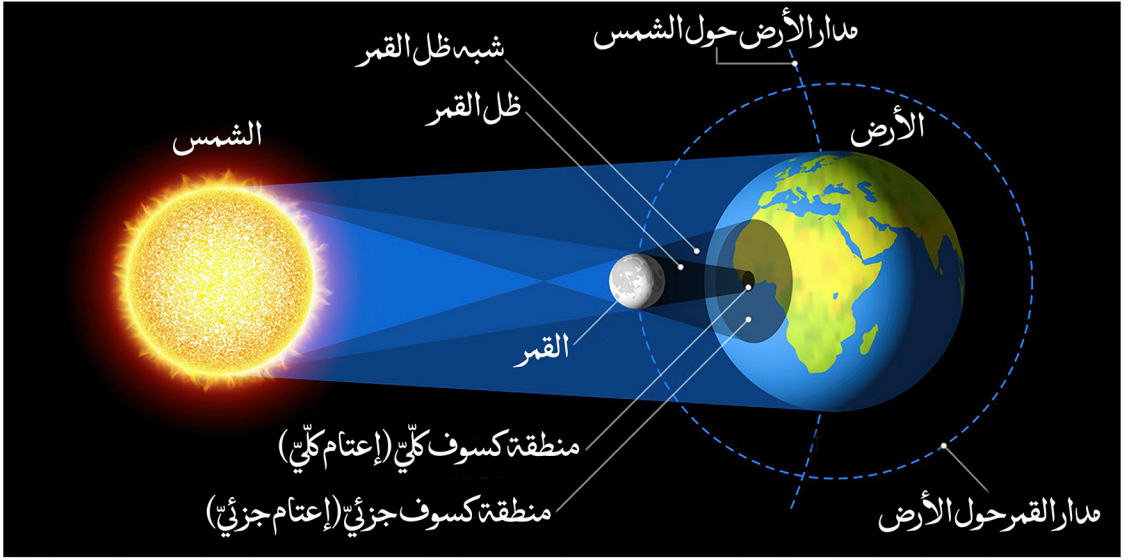 مدار الأرض حول الشمس
شبه ظل القمر
ظل القمر
الأرض
الشمس
القمر
منطقة كسوف كلّيّ (إعتام كلّيّ)
منطقة كسوف جزئيّ (إعتام جزئيّ)
مدار القمر حول الأرض